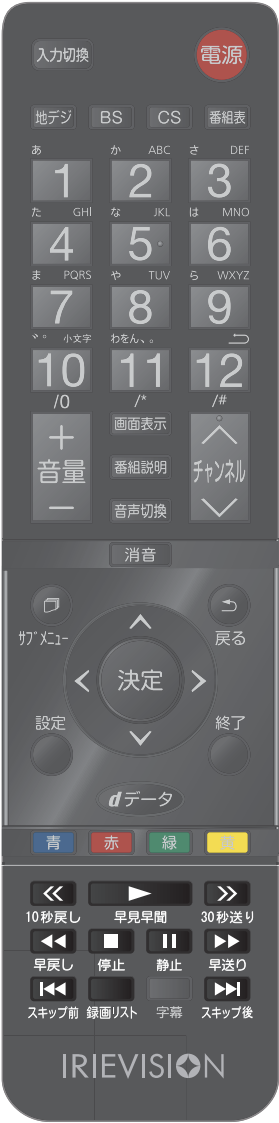 入力切換
電源
地デジ BS CS 番組表
あ か ABC さ DEF
1 2 3
た GHI な JKL は MNO
4 5 6
ま PQRS や TUV ら WXYZ
7 8 9
゛゜ 小文字 わをん、。
10 11 12
/0 /* /#
画面表示
+
音量
−
番組説明
チャンネル
音声切換
消音
サブメニュー
戻る
決定
設定
終了
dデータ
青 赤 緑 黄
10秒戻し 早見早聞 30秒送り
早戻し 停止 静止 早送り
スキップ前 録画リスト 字幕 スキップ後
IRIEVISION